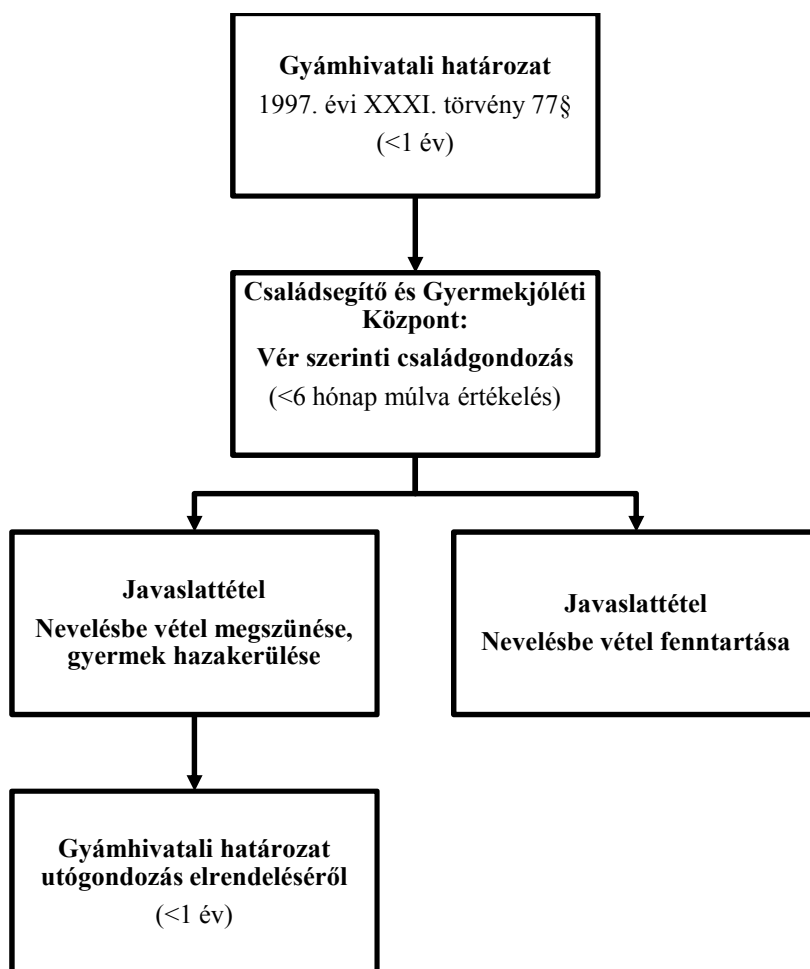 Gyámhivatali határozat
1997. évi XXXI. törvény 77§
(<1 év)
Családsegítő és Gyermekjóléti
Központ:
Vér szerinti családgondozás
(<6 hónap múlva értékelés)
Javaslattétel
Nevelésbe vétel megszünése,
gyermek hazakerülése
Javaslattétel
Nevelésbe vétel fenntartása
Gyámhivatali határozat
utógondozás elrendeléséről
(<1 év)